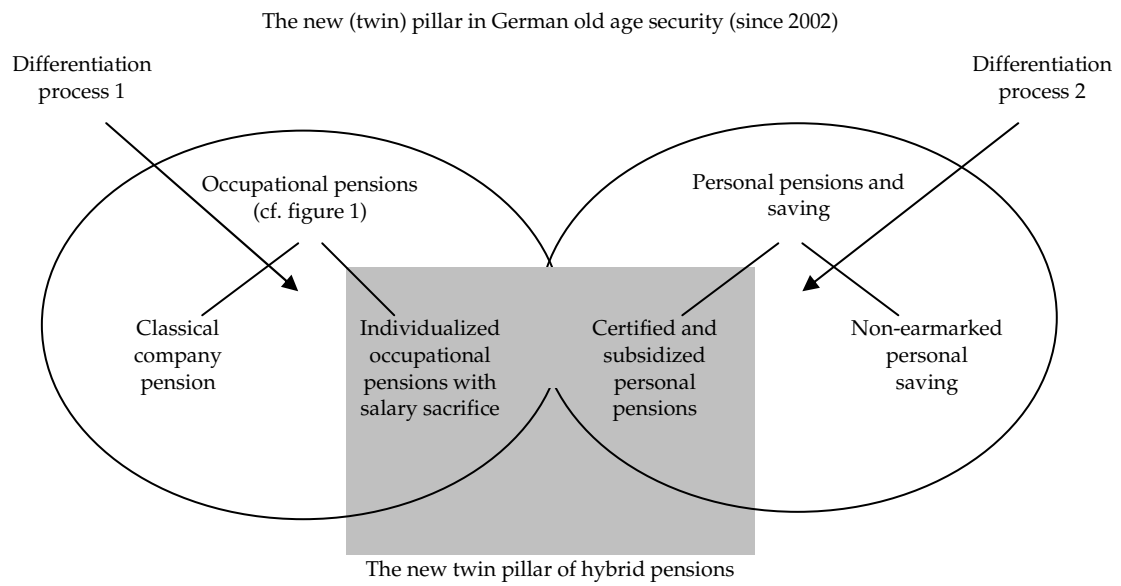 The new (twin) pillar in German old age security (since 2002)
Differentiation
process 1
Differentiation
process 2
Occupational pensions
(cf. figure 1)
Personal pensions and
saving
Classical
company
pension
Individualized
occupational
pensions with
salary sacrifice
Certified and
subsidized
personal
pensions
Non-earmarked
personal
saving
The new twin pillar of hybrid pensions